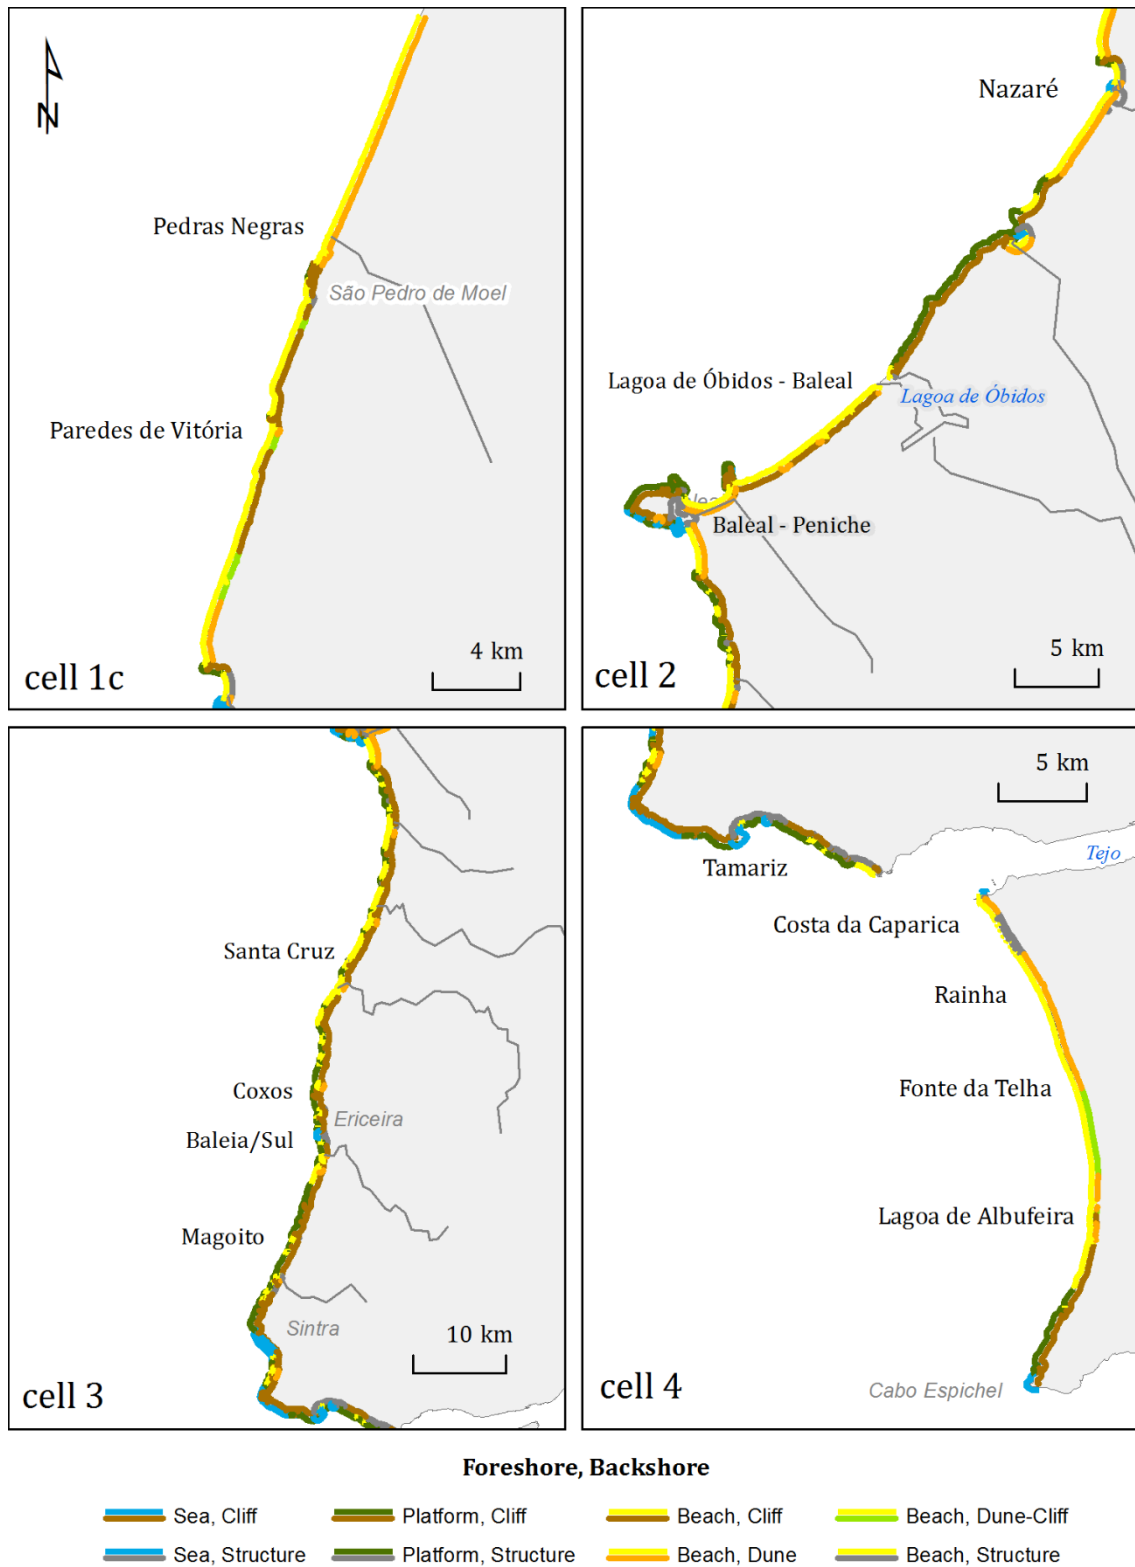 N
Pedras Negras
São Pedro de Moel
Paredes de Vitória
4 km
cell 1c
Nazaré
Lagoa de Óbidos - Baleal
Lagoa de Óbidos
Baleal - Peniche
5 km
cell 2
Santa Cruz
Coxos
Ericeira
Baleia/Sul
Magoito
Sintra
10 km
cell 3
5 km
Tejo
Tamariz
Costa da Caparica
Rainha
Fonte da Telha
Lagoa de Albufeira
Cabo Espichel
cell 4
Foreshore, Backshore
Sea, Cliff
Platform, Cliff
Beach, Cliff
Beach, Dune-Cliff
Sea, Structure
Platform, Structure
Beach, Dune
Beach, Structure